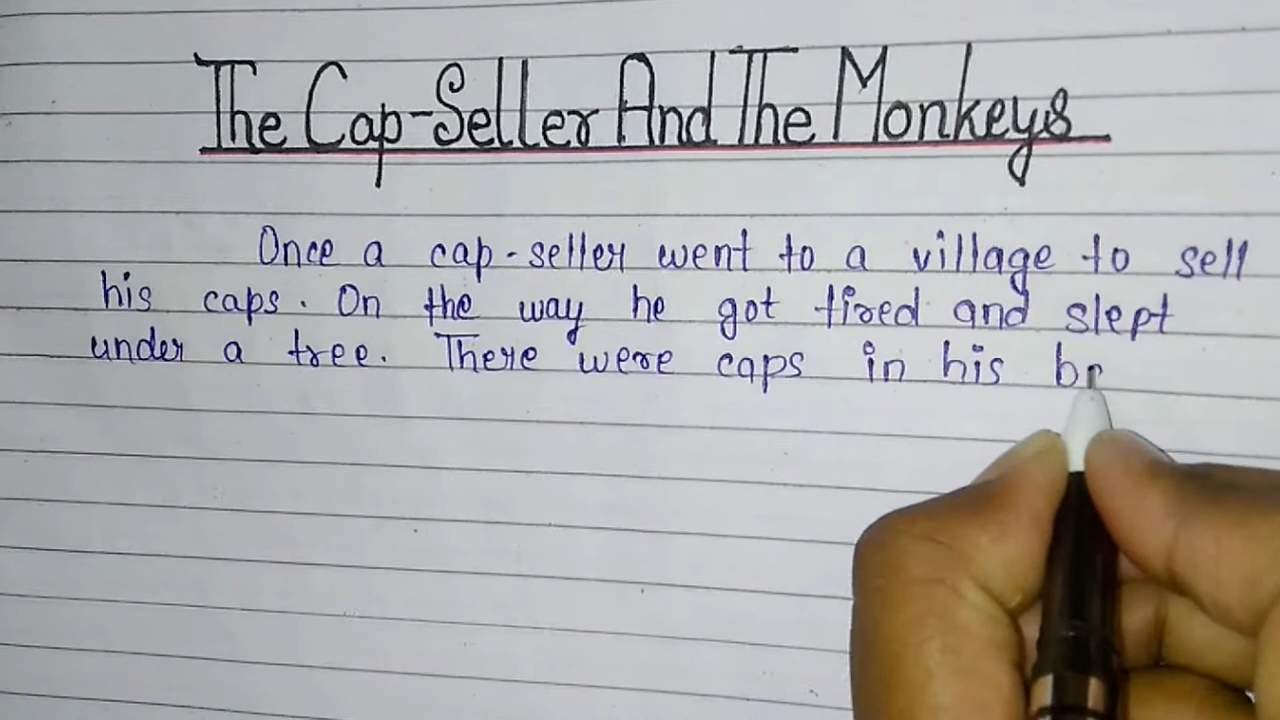 The Cap-Seller And The Monkeys
Once a cap-seller went to a village to sell
his caps. On the way he got tired and slept
under a tree. There were caps in his